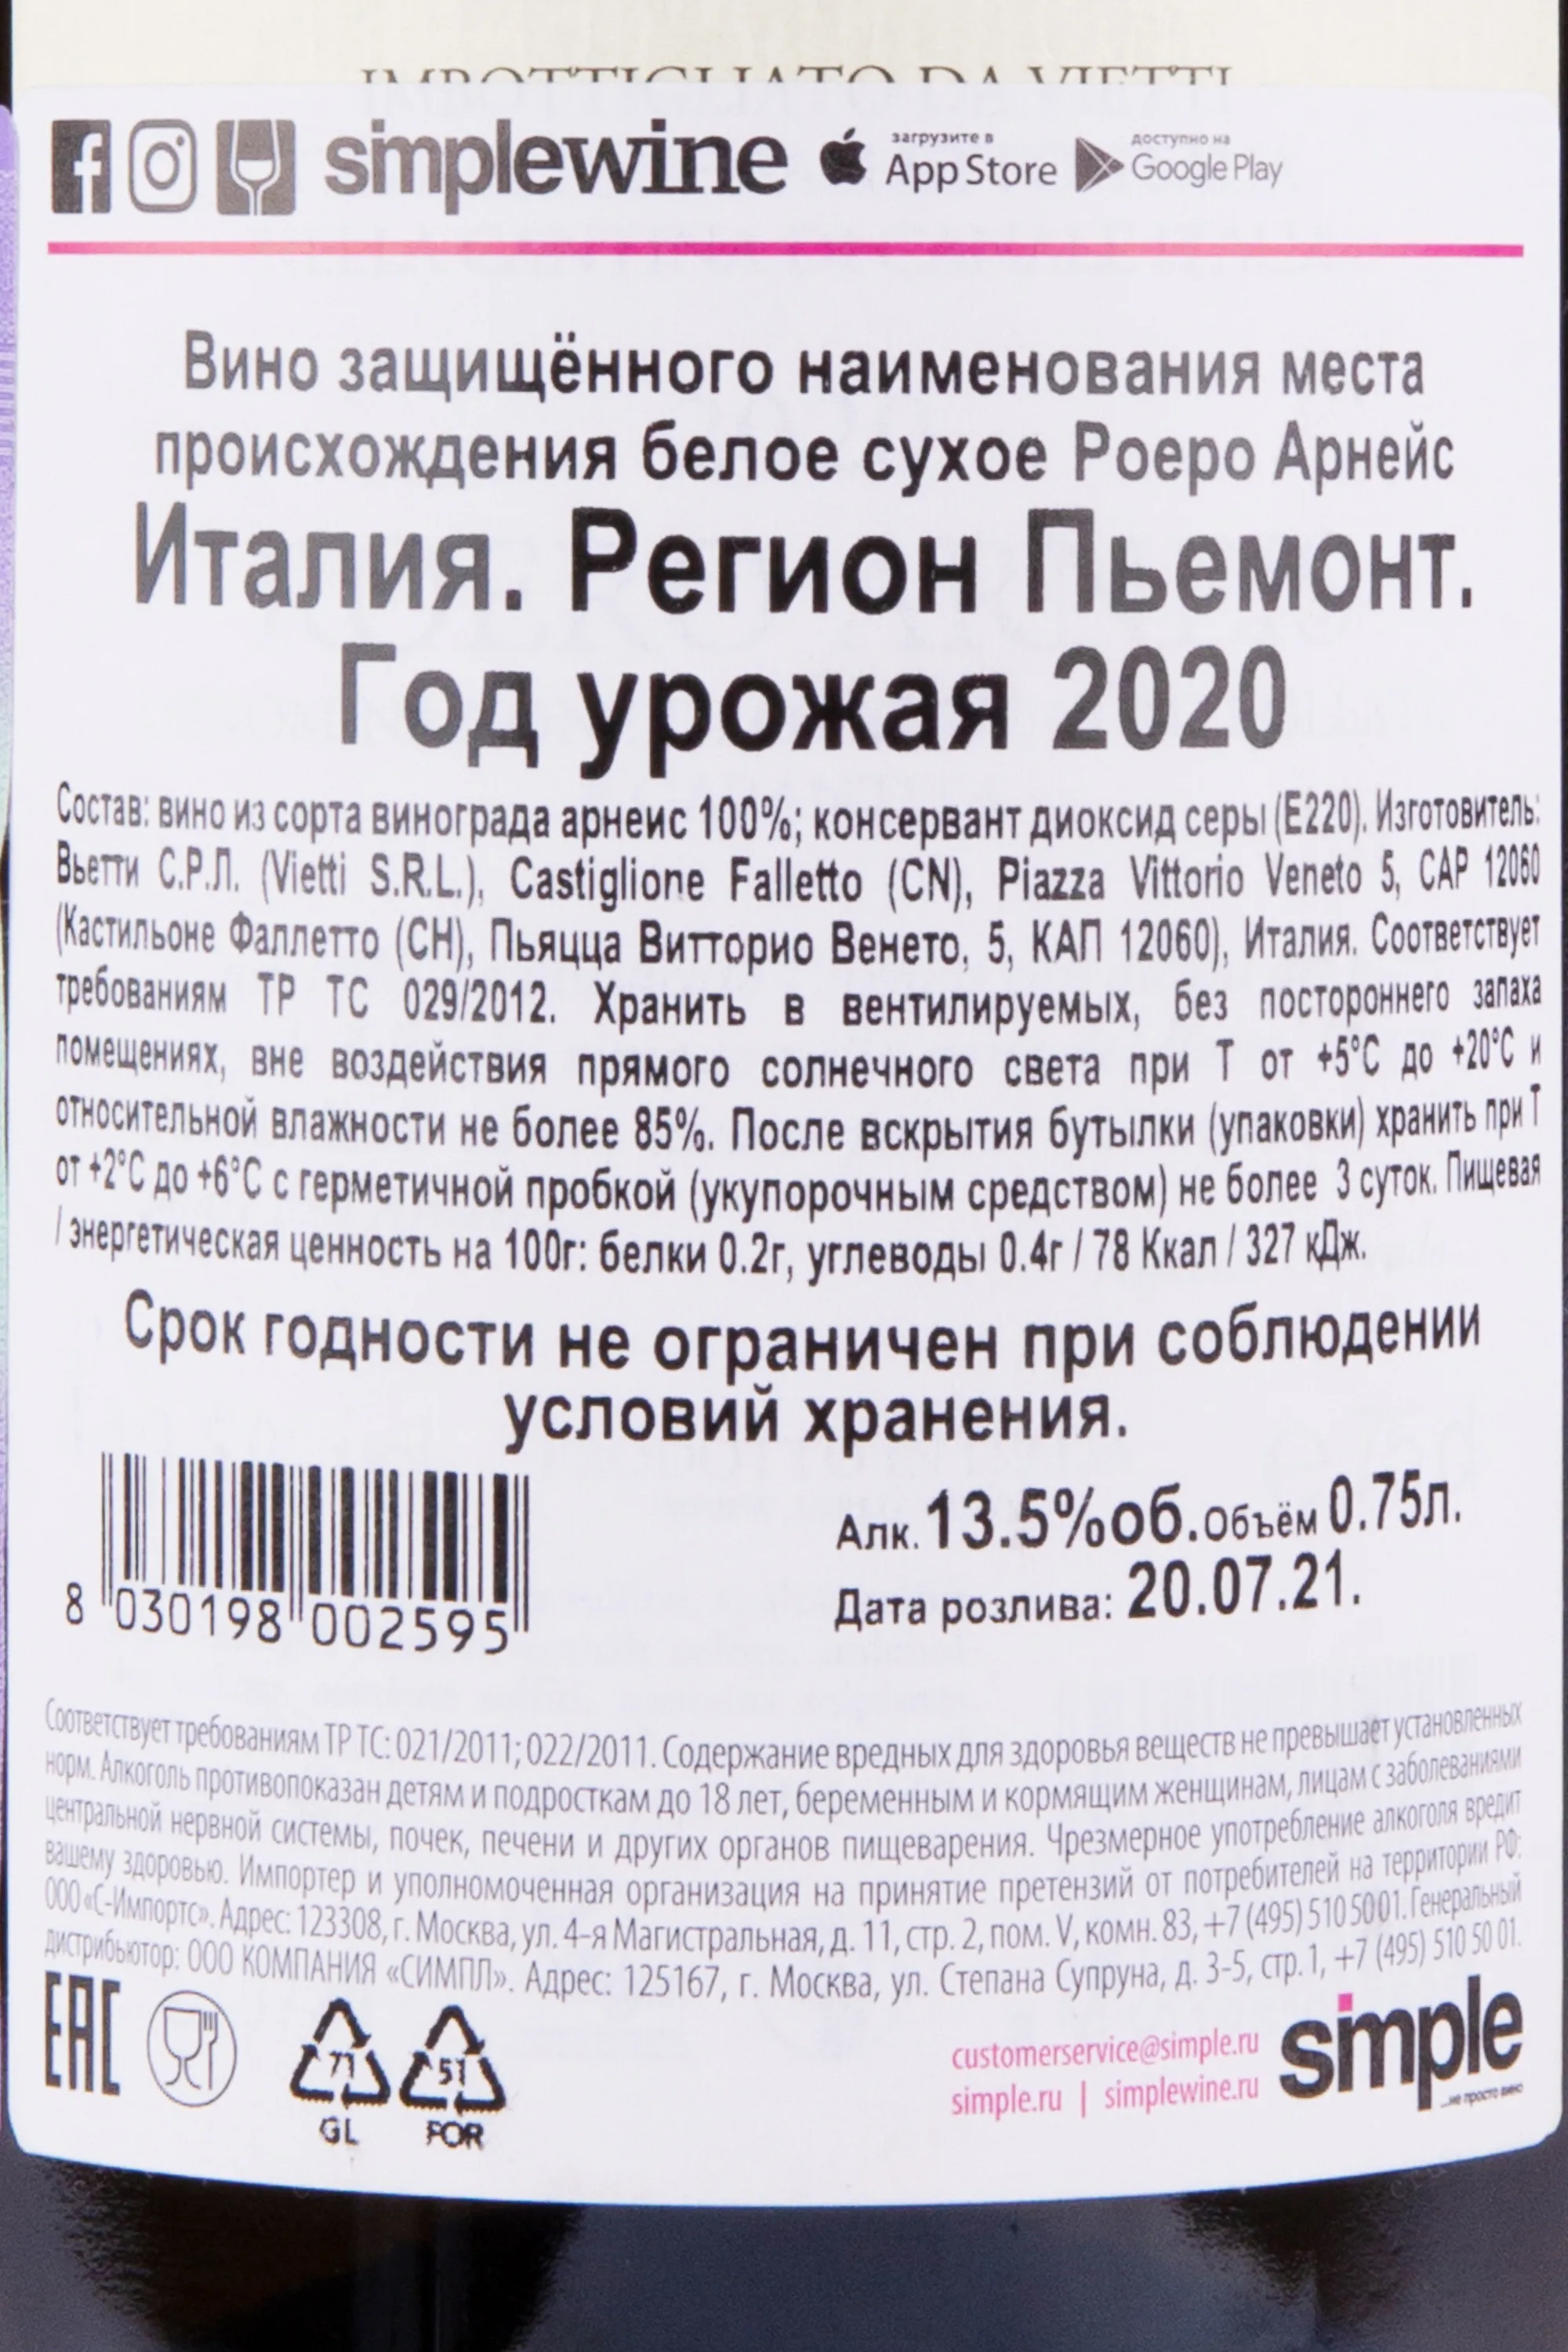 IMBOTTIGLIATO DA VIETTI
simplewine загрузите в App Store доступно на Google Play
Вино защищённого наименования места
происхождения белое сухое Роеро Арнейс
Италия. Регион Пьемонт.
Год урожая 2020
Состав: вино из сорта винограда арнеис 100%; консервант диоксид серы (Е220). Изготовитель:
Вьетти С.Р.Л. (Vietti S.R.L.), Castiglione Falletto (CN), Piazza Vittorio Veneto 5, CAP 12060
(Кастильоне Фаллетто (СН), Пьяцца Витторио Венето, 5, КАП 12060), Италия. Соответствует
требованиям ТР ТС 029/2012. Хранить в вентилируемых, без постороннего запаха
помещениях, вне воздействия прямого солнечного света при Т от +5°С до +20°С и
относительной влажности не более 85%. После вскрытия бутылки (упаковки) хранить при Т
от +2°С до +6°С с герметичной пробкой (укупорочным средством) не более 3 суток. Пищевая
/ энергетическая ценность на 100г: белки 0.2г, углеводы 0.4г / 78 Ккал / 327 кДж.
Срок годности не ограничен при соблюдении
условий хранения.
Алк. 13.5%об. Объём 0.75л.
Дата розлива: 20.07.21.
8 030198 002595
Соответствует требованиям ТР ТС: 021/2011; 022/2011. Содержание вредных для здоровья веществ не превышает установленных
норм. Алкоголь противопоказан детям и подросткам до 18 лет, беременным и кормящим женщинам, лицам с заболеваниями
центральной нервной системы, почек, печени и других органов пищеварения. Чрезмерное употребление алкоголя вредит
вашему здоровью. Импортер и уполномоченная организация на принятие претензий от потребителей на территории РФ:
ООО «С-Импортс». Адрес: 123308, г. Москва, ул. 4-я Магистральная, д. 11, стр. 2, пом. V, комн. 83, +7 (495) 510 50 01. Генеральный
дистрибьютор: ООО КОМПАНИЯ «СИМПЛ». Адрес: 125167, г. Москва, ул. Степана Супруна, д. 3-5, стр. 1, +7 (495) 510 50 01.
EAC
71
GL
51
FOR
customerservice@simple.ru
simple.ru | simplewine.ru
simple
...не просто вино